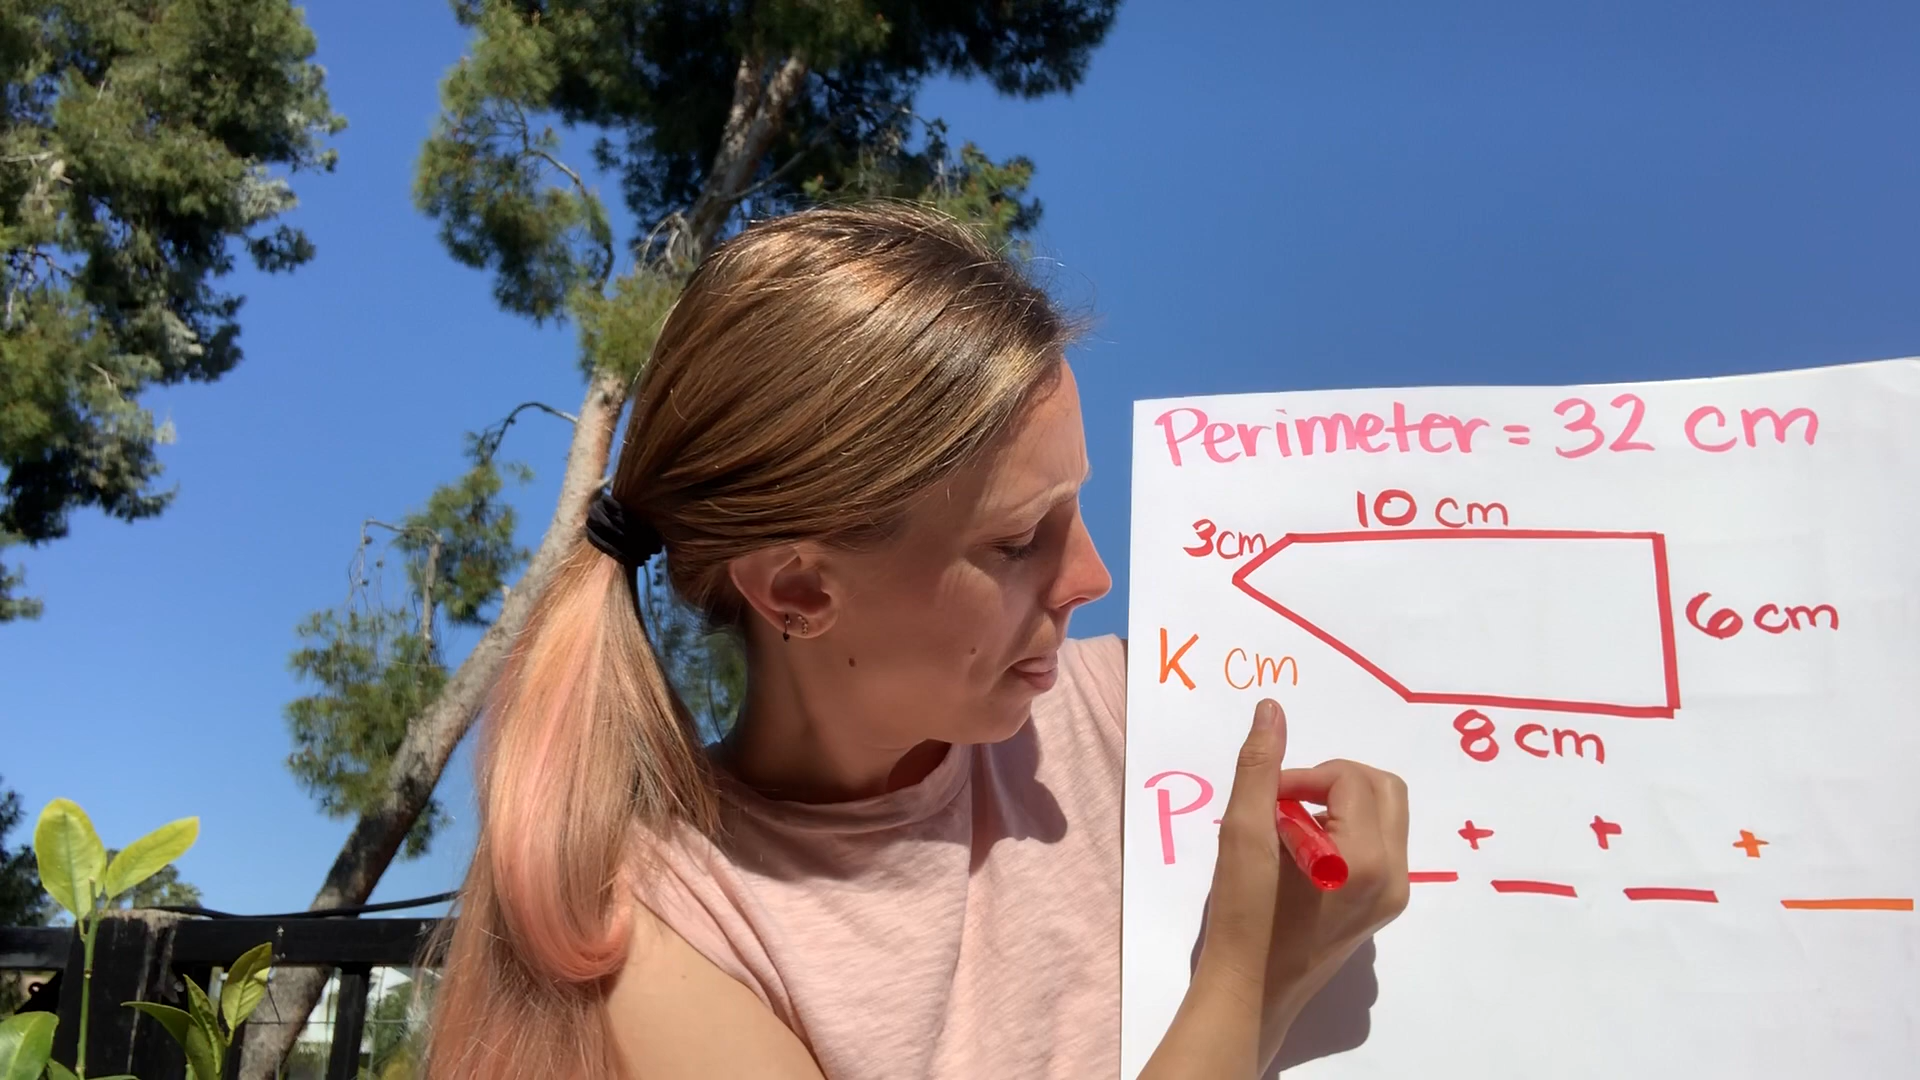 Perimeter = 32 cm
10 cm
3cm
6 cm
K cm
8 cm
P
+ + +